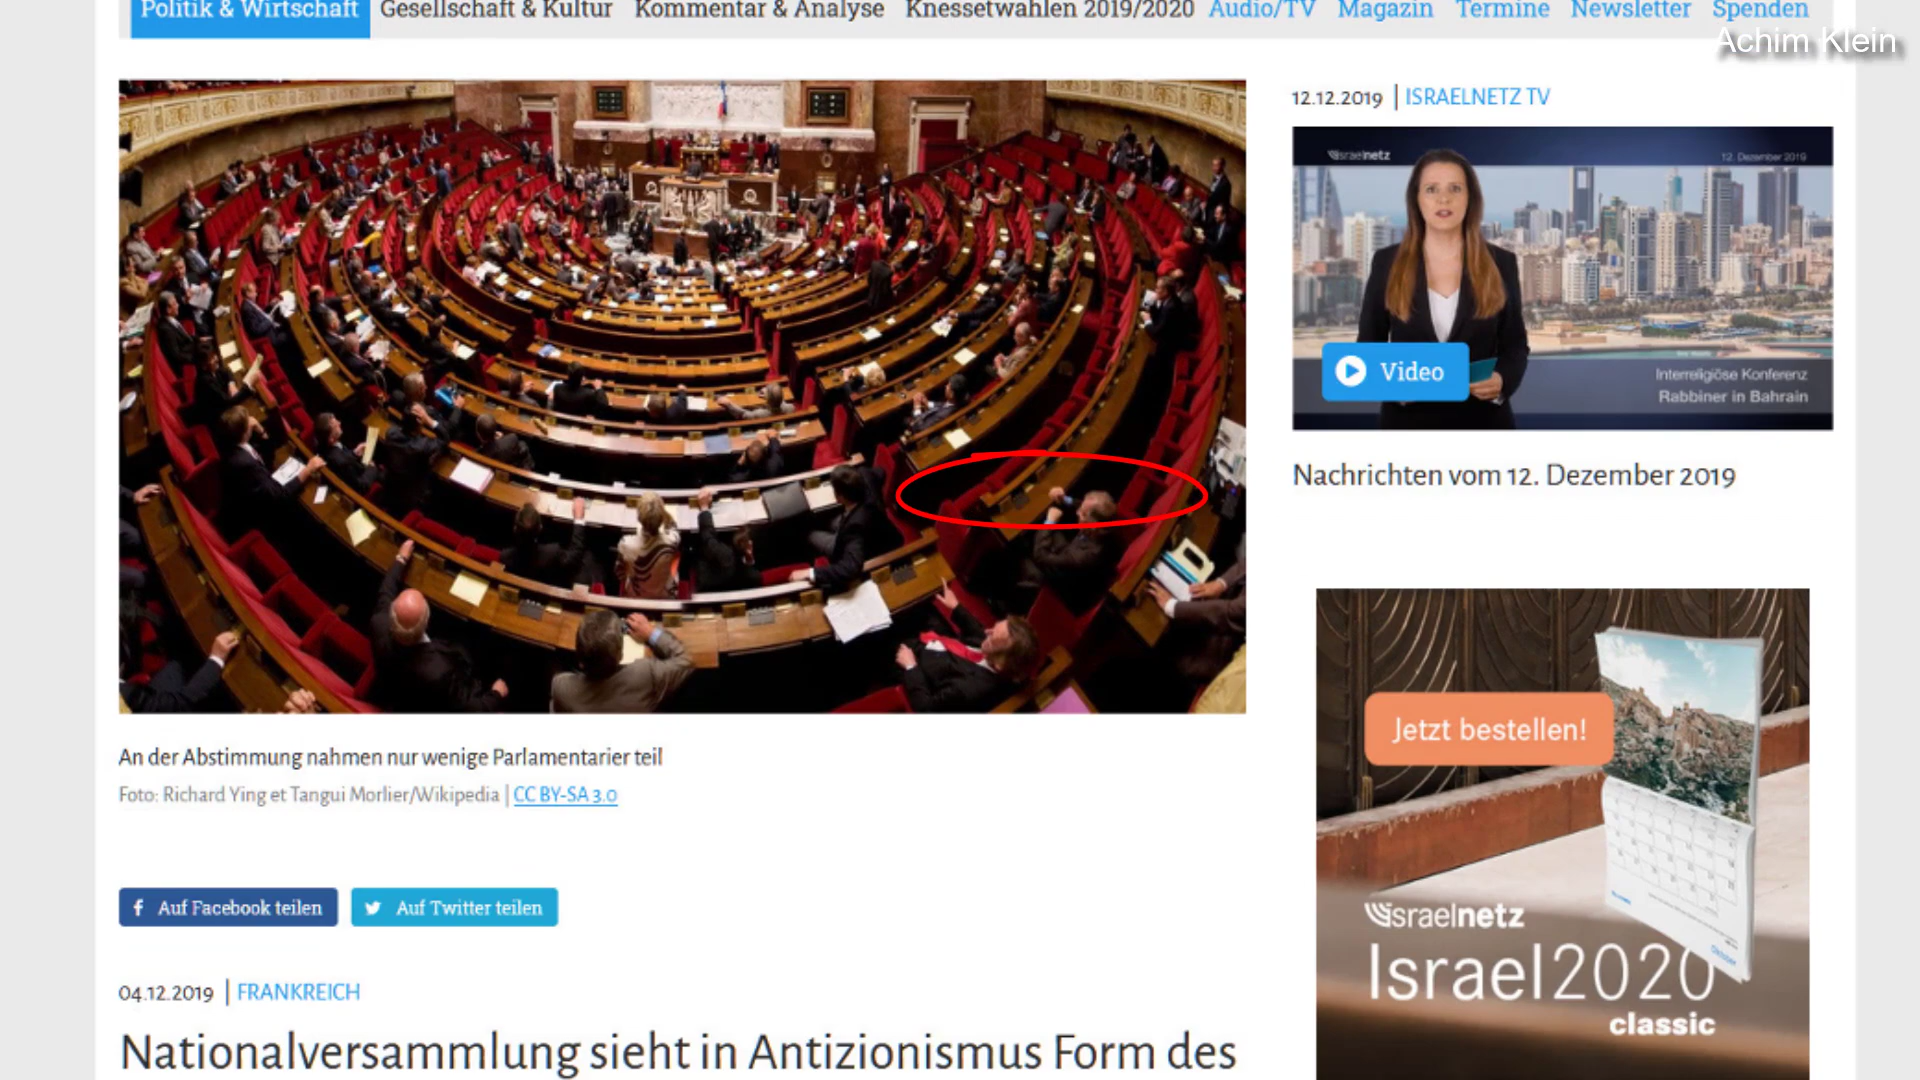 Politik & Wirtschaft Gesellschaft & Kultur Kommentar & Analyse Knessetwahlen 2019/2020 Audio/TV Magazin Termine Newsletter Spenden
Achim Klein
12.12.2019 | ISRAELNETZ TV
israelnetz
12. Dezember 2019
Video
Interreligiöse Konferenz
Rabbiner in Bahrain
Nachrichten vom 12. Dezember 2019
An der Abstimmung nahmen nur wenige Parlamentarier teil
Foto: Richard Ying et Tangui Morlier/Wikipedia | CC BY-SA 3.0
Auf Facebook teilen
Auf Twitter teilen
04.12.2019 | FRANKREICH
Nationalversammlung sieht in Antizionismus Form des
Jetzt bestellen!
israelnetz
Israel2020
classic